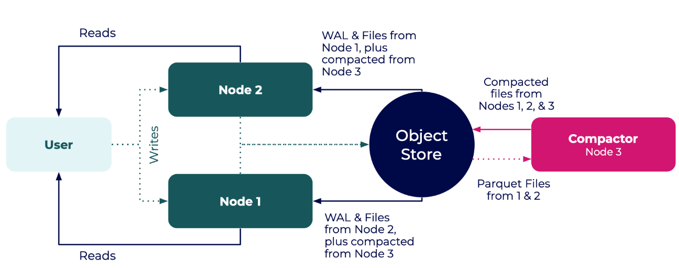 Reads
WAL & Files from
Node 1, plus
compacted from
Node 3
Node 2
Compacted
files from
Nodes 1, 2, & 3
User
Writes
Object
Store
Compactor
Node 3
Parquet Files
from 1 & 2
Node 1
WAL & Files
from Node 2,
plus compacted
from Node 3
Reads